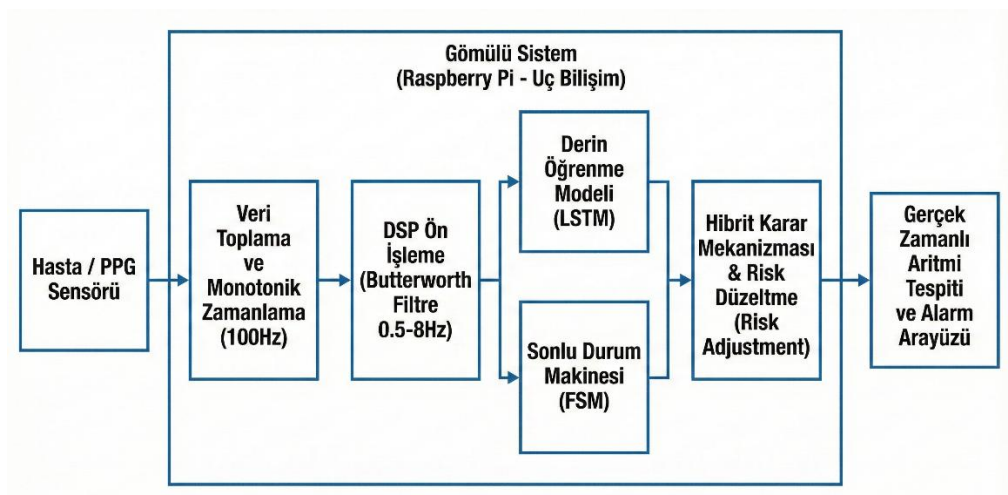 Gömülü Sistem
(Raspberry Pi - Uç Bilişim)
Hasta / PPG
Sensörü
Veri
Toplama
ve
Monotonik
Zamanlama
(100Hz)
DSP Ön
İşleme
(Butterworth
Filtre
0.5-8Hz)
Derin
Öğrenme
Modeli
(LSTM)
Sonlu Durum
Makinesi
(FSM)
Hibrit Karar
Mekanizması
& Risk
Düzeltme
(Risk
Adjustment)
Gerçek
Zamanlı
Aritmi
Tespiti
ve Alarm
Arayüzü